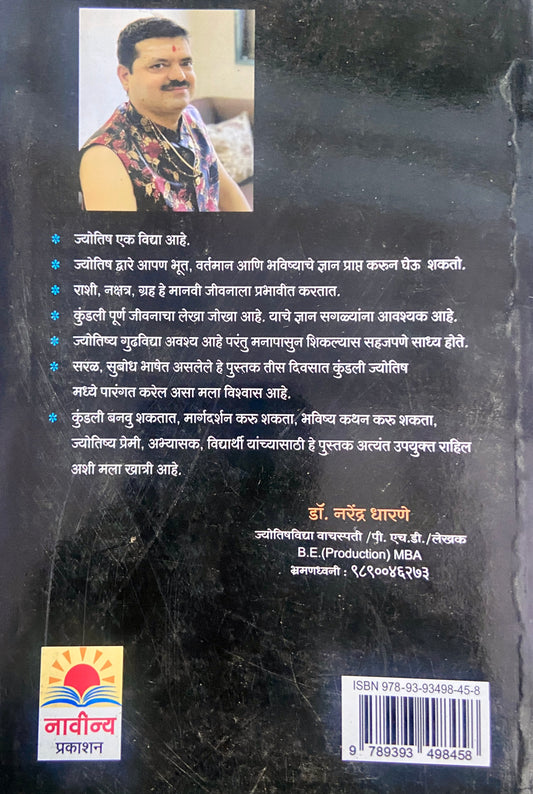 * ज्योतिष एक विद्या आहे.
* ज्योतिष द्वारे आपण भूत, वर्तमान आणि भविष्याचे ज्ञान प्राप्त करुन घेऊ शकतो.
* राशी, नक्षत्र, ग्रह हे मानवी जीवनाला प्रभावीत करतात.
* कुंडली पूर्ण जीवनाचा लेखा जोखा आहे. याचे ज्ञान सगळ्यांना आवश्यक आहे.
* ज्योतिष्य गुढविद्या अवश्य आहे परंतु मनापासुन शिकल्यास सहजपणे साध्य होते.
* सरळ, सुबोध भाषेत असलेले हे पुस्तक तीस दिवसात कुंडली ज्योतिष
मध्ये पारंगत करेल असा मला विश्वास आहे.
* कुंडली बनवु शकतात, मार्गदर्शन करु शकता, भविष्य कथन करु शकता,
ज्योतिष्य प्रेमी, अभ्यासक, विद्यार्थी यांच्यासाठी हे पुस्तक अत्यंत उपयुक्त राहिल
अशी मला खात्री आहे.
डॉ. नरेंद्र धारणे
ज्योतिषविद्या वाचस्पती /पी. एच.डी./लेखक
B.E.(Production) MBA
भ्रमणध्वनी : ९८९००४६२७३
नावीन्य
प्रकाशन
ISBN 978-93-93498-45-8
9 789393 498458